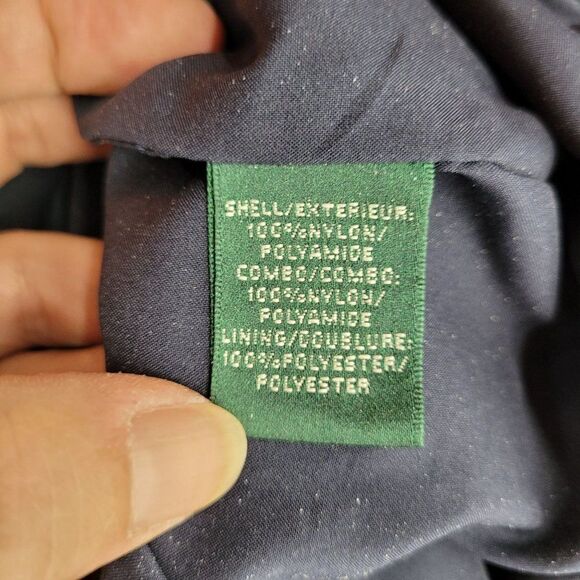 SHELL/EXTERIEUR:
100%NYLON/
POLYAMIDE
COMBO/COMBO:
100%NYLON/
POLYAMIDE
LINING/DOUBLURE:
100%POLYESTER/
POLYESTER